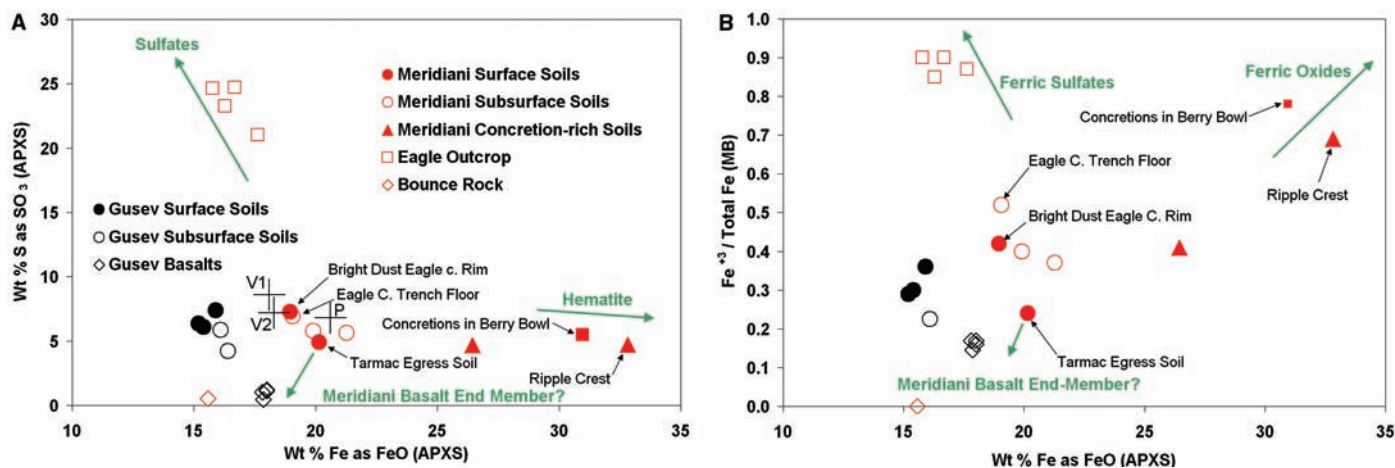 A
Wt % S as SO3 (APXS)
30
25
20
15
10
5
0
Sulfates
Meridiani Surface Soils
Meridiani Subsurface Soils
Meridiani Concretion-rich Soils
Eagle Outcrop
Bounce Rock
Gusev Surface Soils
Gusev Subsurface Soils
Gusev Basalts
V1
V2
P
Bright Dust Eagle c. Rim
Eagle C. Trench Floor
Hematite
Concretions in Berry Bowl
Tarmac Egress Soil
Ripple Crest
Meridiani Basalt End Member?
10 15 20 25 30 35
Wt % Fe as FeO (APXS)
B
Fe+3 / Total Fe (MB)
1.0
0.9
0.8
0.7
0.6
0.5
0.4
0.3
0.2
0.1
0.0
Ferric Sulfates
Ferric Oxides
Concretions in Berry Bowl
Eagle C. Trench Floor
Ripple Crest
Bright Dust Eagle C. Rim
Tarmac Egress Soil
Meridiani Basalt End-Member?
10 15 20 25 30 35
Wt % Fe as FeO (APXS)